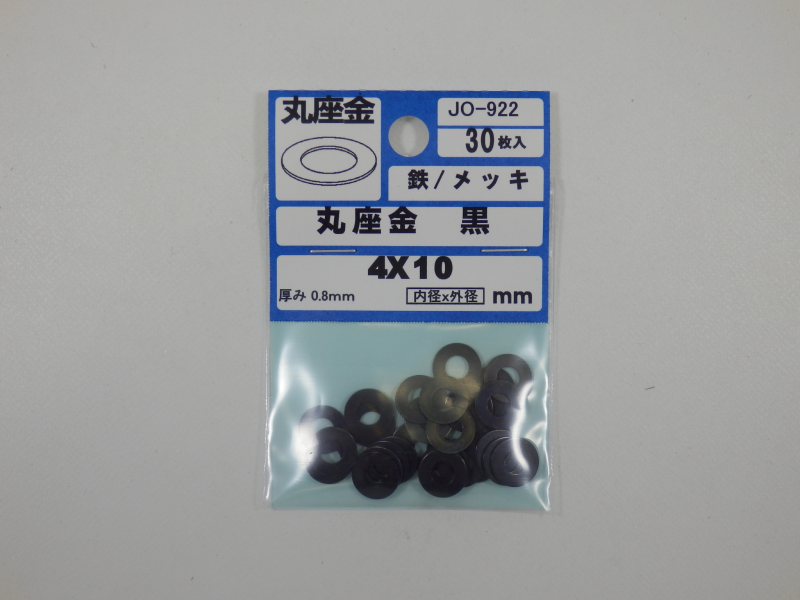 丸座金
JO-922
30枚入
鉄/メッキ
丸座金 黒
4X10
厚み 0.8mm 内径x外径 mm